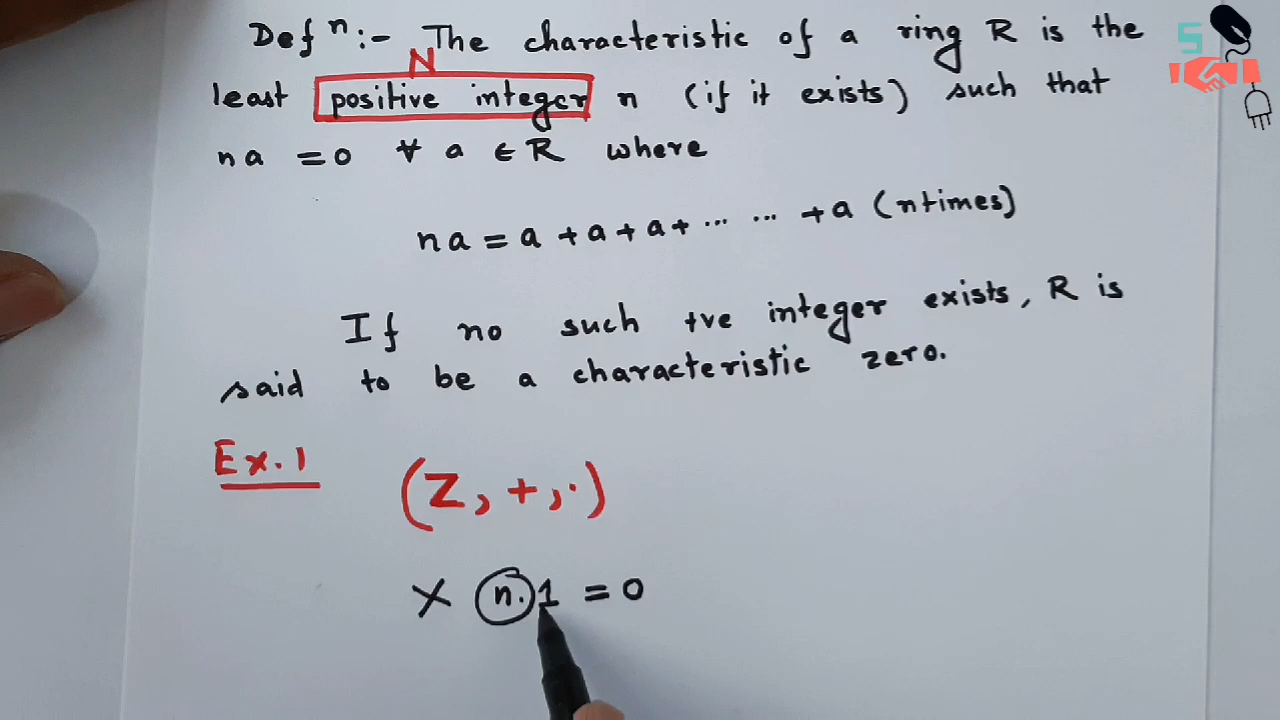 Defⁿ:- The characteristic of a ring R is the
N
least positive integer n (if it exists) such that
na = 0 ∀ a ∈ R where
na = a + a + a + ... ... + a (n times)
If no such +ve integer exists, R is
said to be a characteristic zero.
Ex.1 (Z, +, ·)
X n. 1 = 0
S